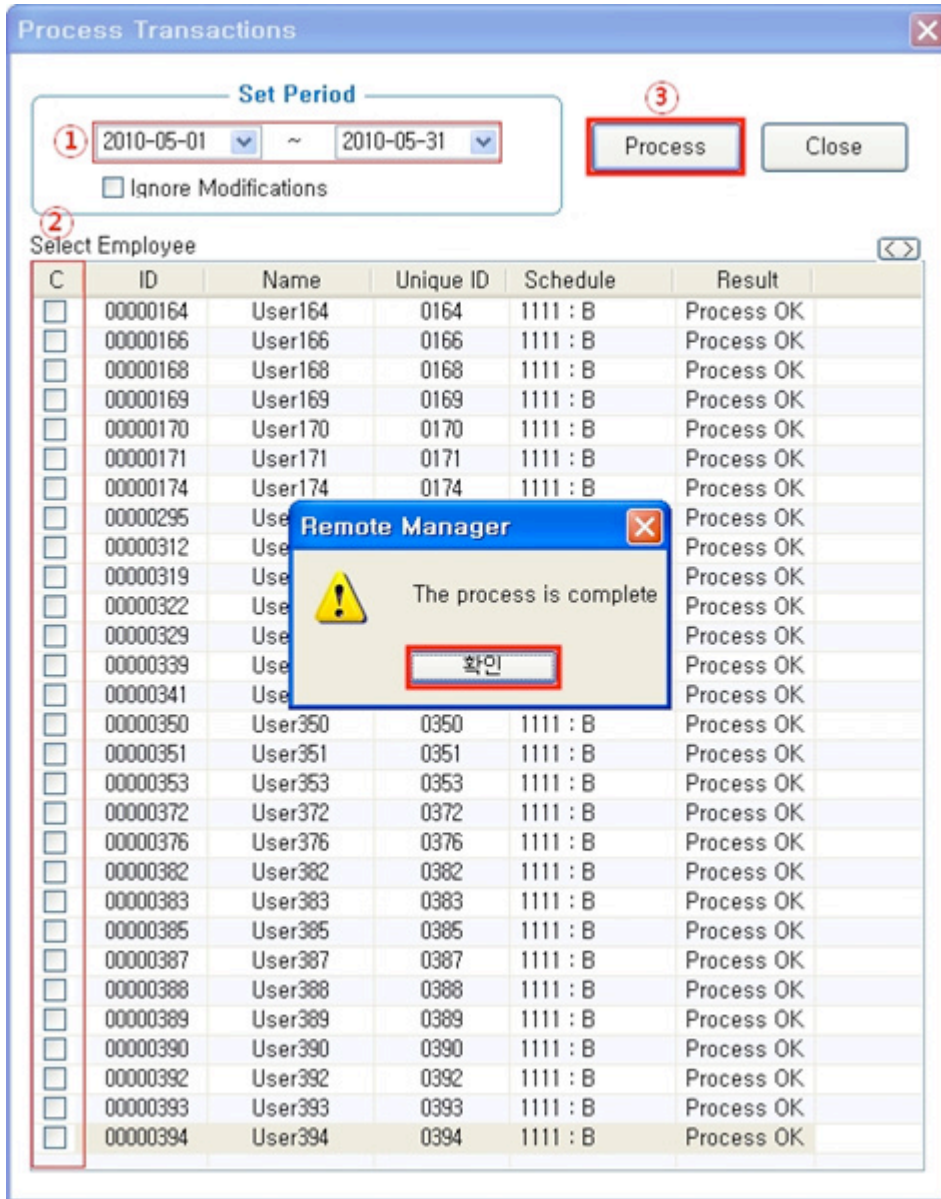 Process Transactions
Set Period
③
① 2010-05-01 ~ 2010-05-31
Process
Close
Ignore Modifications
②
Select Employee
< >
C ID Name Unique ID Schedule Result
00000164 User164 0164 1111 : B Process OK
00000166 User166 0166 1111 : B Process OK
00000168 User168 0168 1111 : B Process OK
00000169 User169 0169 1111 : B Process OK
00000170 User170 0170 1111 : B Process OK
00000171 User171 0171 1111 : B Process OK
00000174 User174 0174 1111 : B Process OK
00000295 Use Process OK
00000312 Use Process OK
00000319 Use Process OK
00000322 Use Process OK
00000329 Use Process OK
00000339 Use Process OK
00000341 Use Process OK
Remote Manager
The process is complete
확인
00000350 User350 0350 1111 : B Process OK
00000351 User351 0351 1111 : B Process OK
00000353 User353 0353 1111 : B Process OK
00000372 User372 0372 1111 : B Process OK
00000376 User376 0376 1111 : B Process OK
00000382 User382 0382 1111 : B Process OK
00000383 User383 0383 1111 : B Process OK
00000385 User385 0385 1111 : B Process OK
00000387 User387 0387 1111 : B Process OK
00000388 User388 0388 1111 : B Process OK
00000389 User389 0389 1111 : B Process OK
00000390 User390 0390 1111 : B Process OK
00000392 User392 0392 1111 : B Process OK
00000393 User393 0393 1111 : B Process OK
00000394 User394 0394 1111 : B Process OK